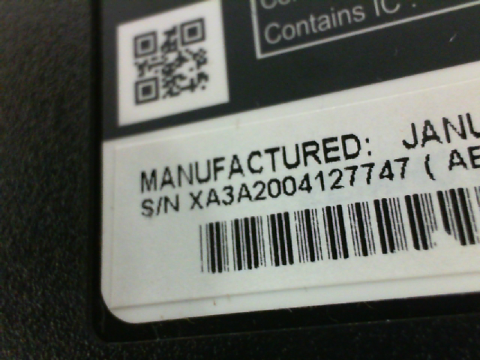 Contains IC :
MANUFACTURED: JANU
S/N XA3A2004127747 ( AE